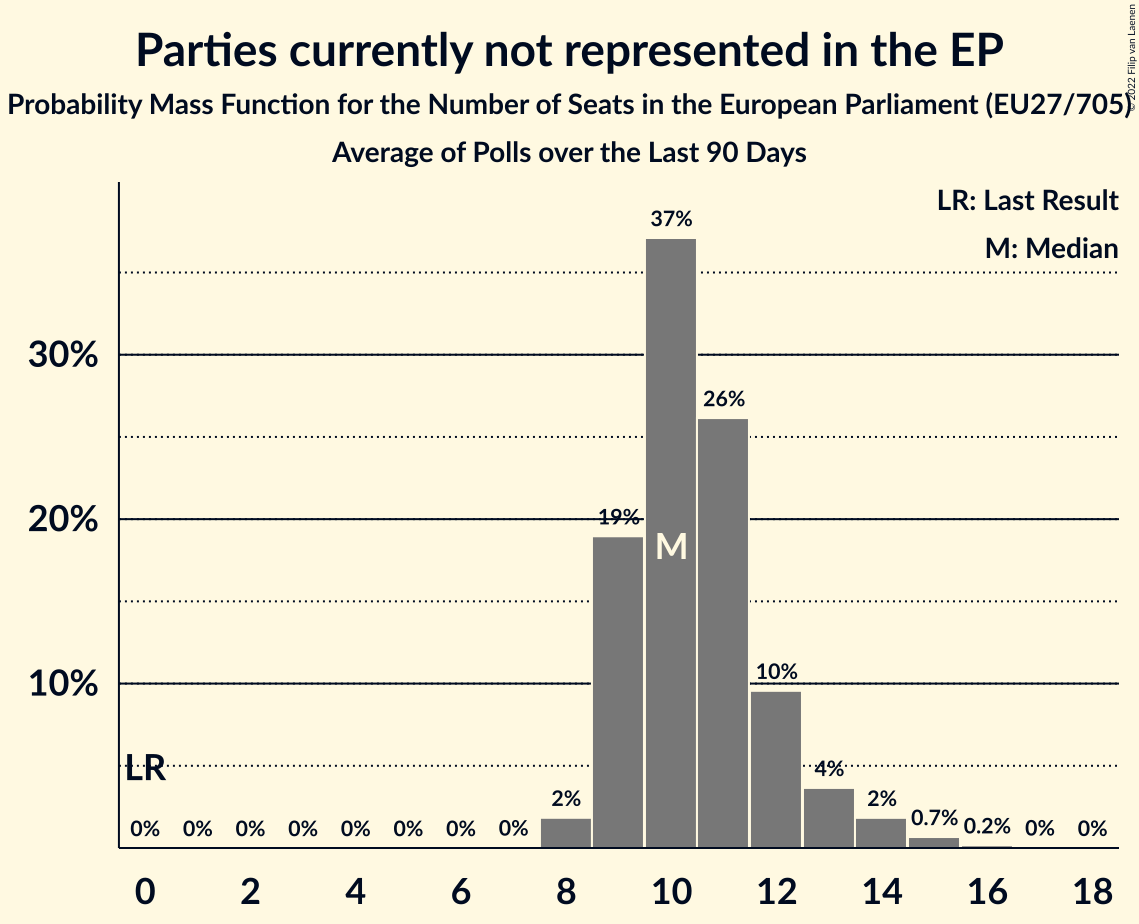 Parties currently not represented in the EP
Probability Mass Function for the Number of Seats in the European Parliament (EU27/705)
Average of Polls over the Last 90 Days
© 2022 Filip van Laenen
LR: Last Result
M: Median
37%
30%
26%
20%
19%
M
10%
10%
LR
4%
2%
2%
0.7%
0.2%
0% 0% 0% 0% 0% 0% 0% 0% 0% 0%
0 2 4 6 8 10 12 14 16 18